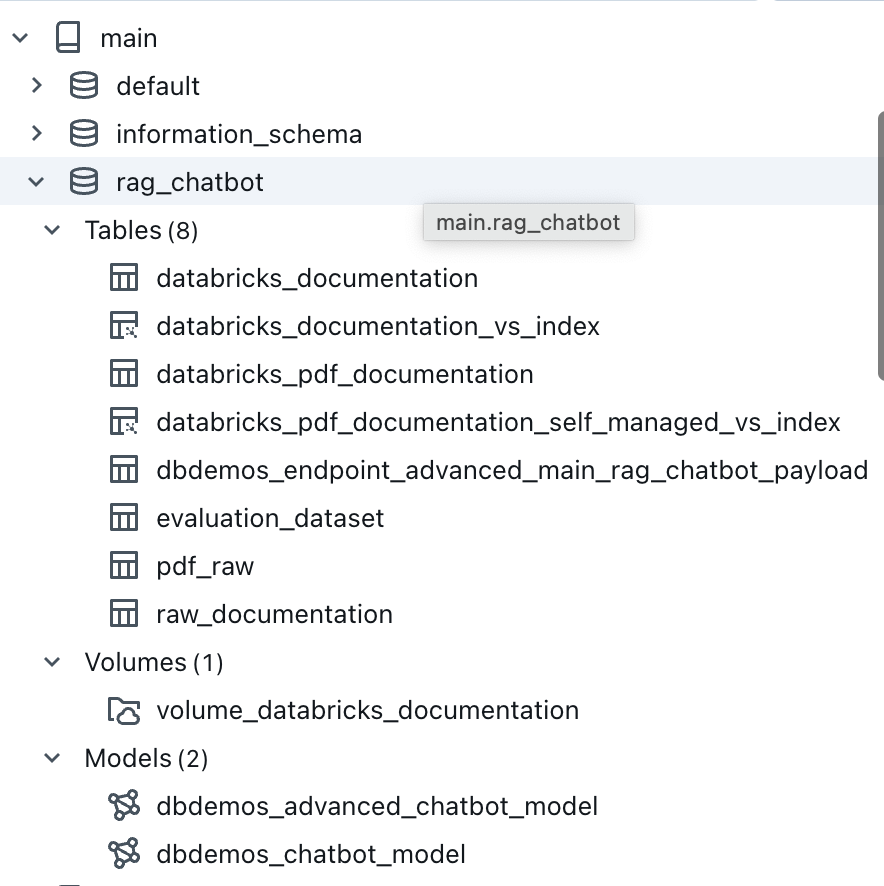 main
default
information_schema
rag_chatbot
main.rag_chatbot
Tables (8)
databricks_documentation
databricks_documentation_vs_index
databricks_pdf_documentation
databricks_pdf_documentation_self_managed_vs_index
dbdemos_endpoint_advanced_main_rag_chatbot_payload
evaluation_dataset
pdf_raw
raw_documentation
Volumes (1)
volume_databricks_documentation
Models (2)
dbdemos_advanced_chatbot_model
dbdemos_chatbot_model